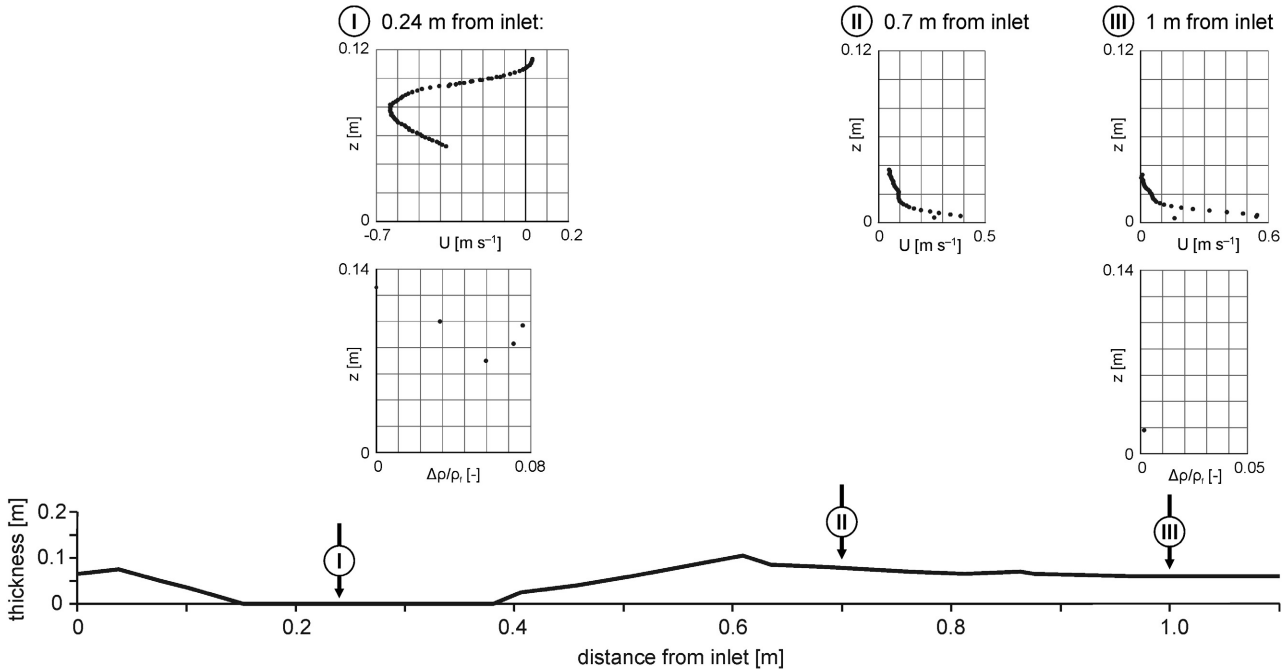 I 0.24 m from inlet:
II 0.7 m from inlet
III 1 m from inlet
0.12
z [m]
0
-0.7
0
0.2
U [m s⁻¹]
0.12
z [m]
0
0
0.5
U [m s⁻¹]
0.12
z [m]
0
0
0.6
U [m s⁻¹]
0.14
z [m]
0
0
0.08
Δρ/ρr [-]
0.14
z [m]
0
0
0.05
Δρ/ρr [-]
thickness [m]
0.2
0.1
0
I
II
III
0
0.2
0.4
0.6
0.8
1.0
distance from inlet [m]